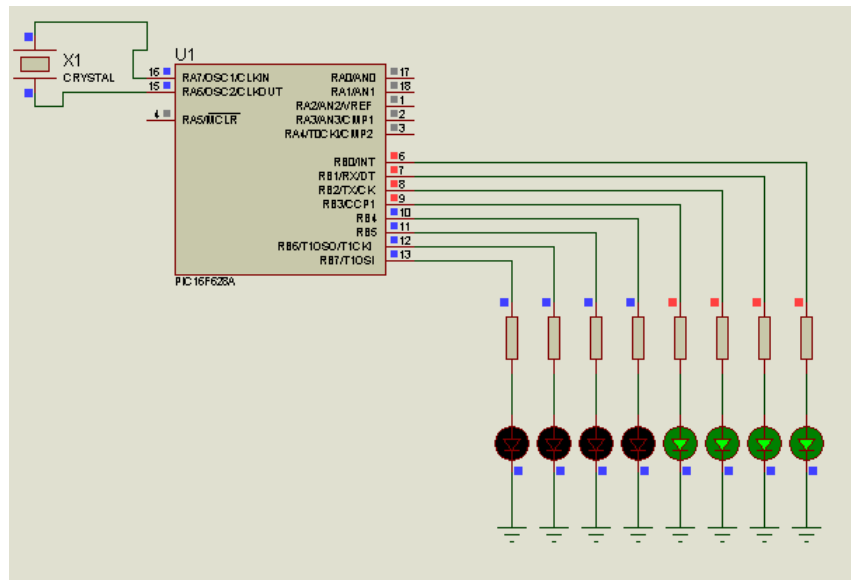 X1
CRYSTAL
U1
16 RA7/OSC1/CLKIN
15 RA6/OSC2/CLKOUT
4 RA5/MCLR
RA0/AN0 17
RA1/AN1 18
RA2/AN2/VREF 1
RA3/AN3/CMP1 2
RA4/T0CKI/CMP2 3
RB0/INT 6
RB1/RX/DT 7
RB2/TX/CK 8
RB3/CCP1 9
RB4 10
RB5 11
RB6/T1OSO/T1CKI 12
RB7/T1OSI 13
PIC16F628A